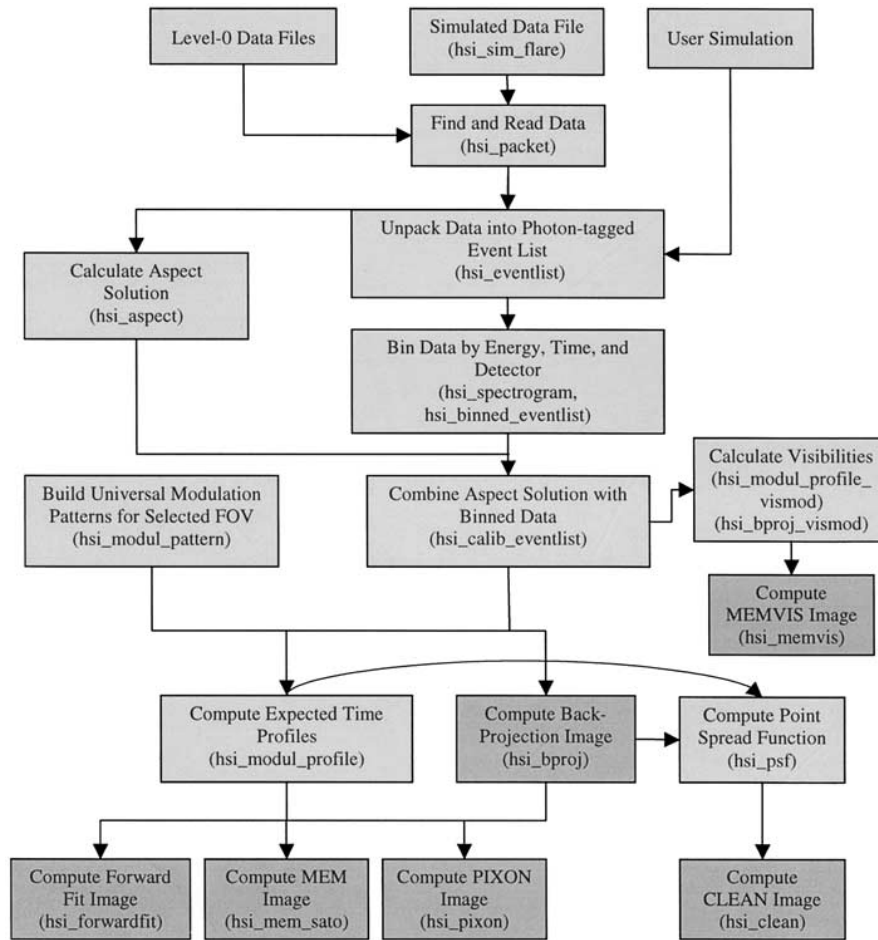 Level-0 Data Files
Simulated Data File
(hsi_sim_flare)
User Simulation
Find and Read Data
(hsi_packet)
Unpack Data into Photon-tagged
Event List
(hsi_eventlist)
Calculate Aspect
Solution
(hsi_aspect)
Bin Data by Energy, Time, and
Detector
(hsi_spectrogram,
hsi_binned_eventlist)
Build Universal Modulation
Patterns for Selected FOV
(hsi_modul_pattern)
Combine Aspect Solution with
Binned Data
(hsi_calib_eventlist)
Calculate Visibilities
(hsi_modul_profile_
vismod)
(hsi_bproj_vismod)
Compute
MEMVIS Image
(hsi_memvis)
Compute Expected Time
Profiles
(hsi_modul_profile)
Compute Back-
Projection Image
(hsi_bproj)
Compute Point
Spread Function
(hsi_psf)
Compute Forward
Fit Image
(hsi_forwardfit)
Compute MEM
Image
(hsi_mem_sato)
Compute PIXON
Image
(hsi_pixon)
Compute
CLEAN Image
(hsi_clean)